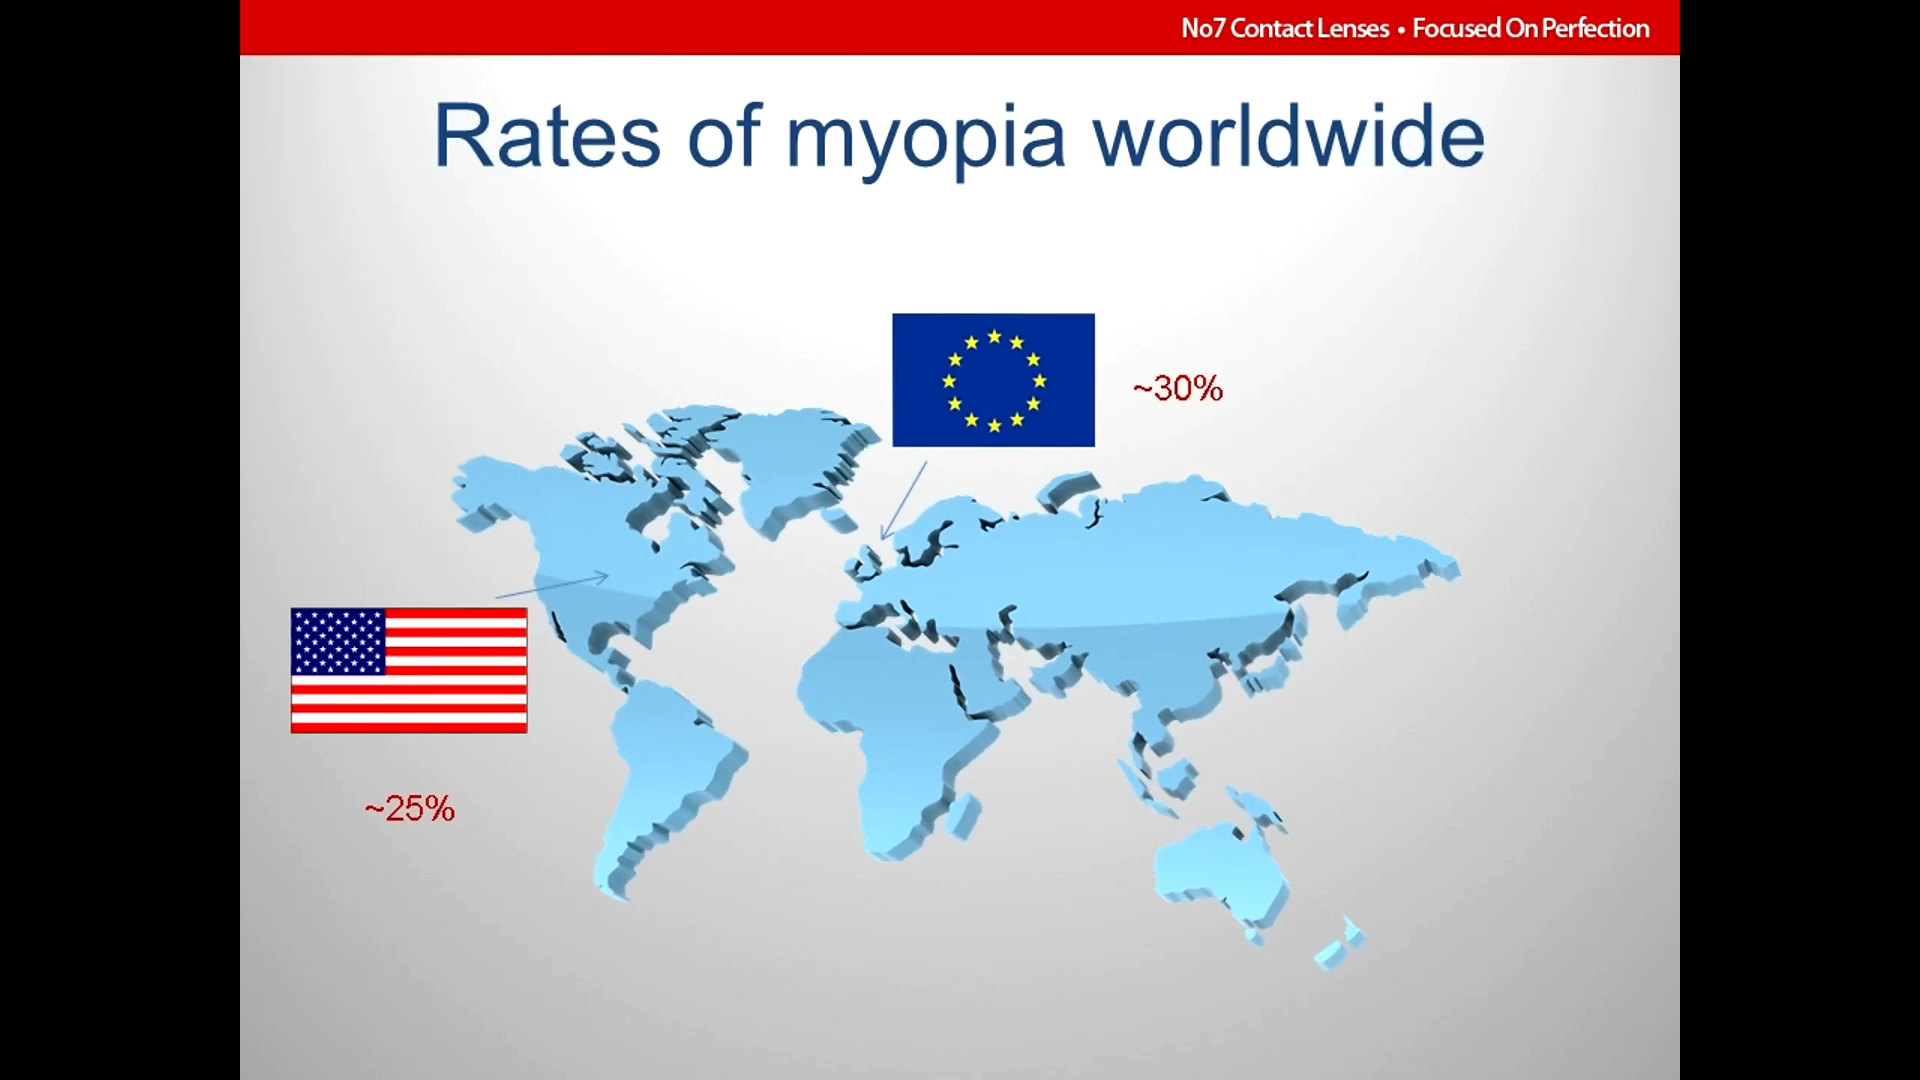 No7 Contact Lenses • Focused On Perfection
Rates of myopia worldwide
~30%
~25%